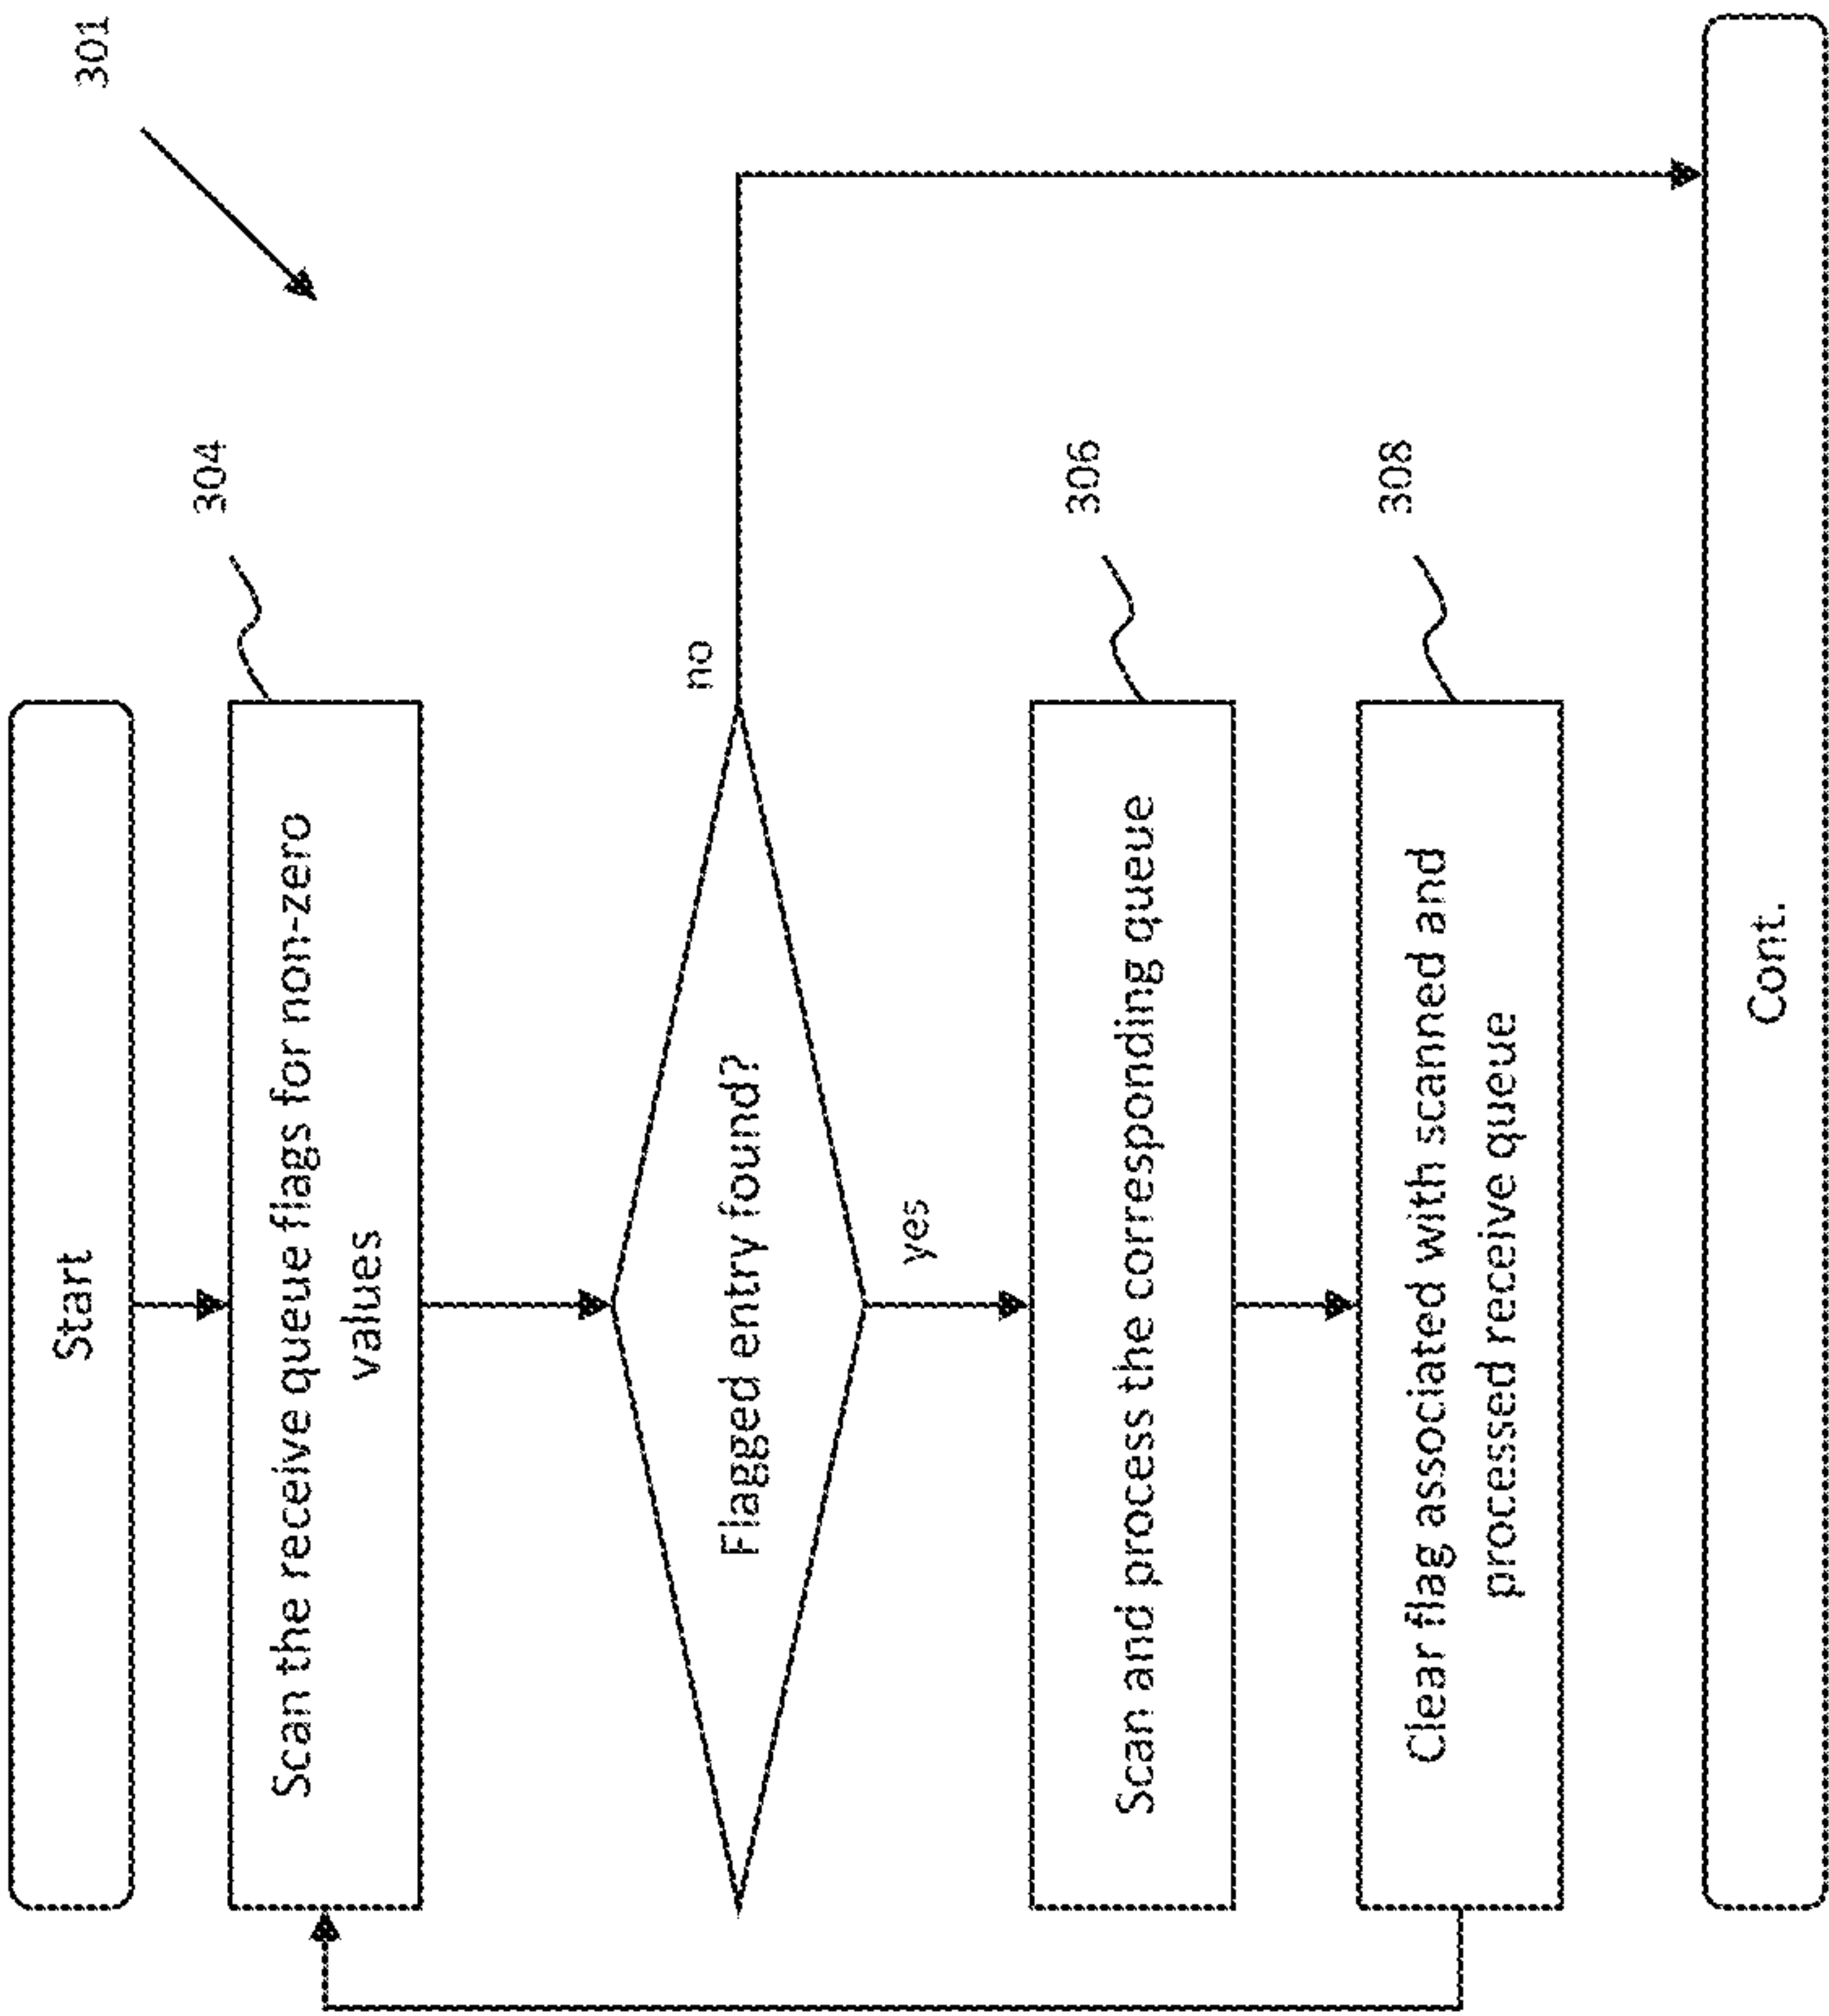 301
Start
304
Scan the receive queue flags for non-zero
values
Flagged entry found?
no
yes
306
Scan and process the corresponding queue
308
Clear flag associated with scanned and
processed receive queue
Cont.